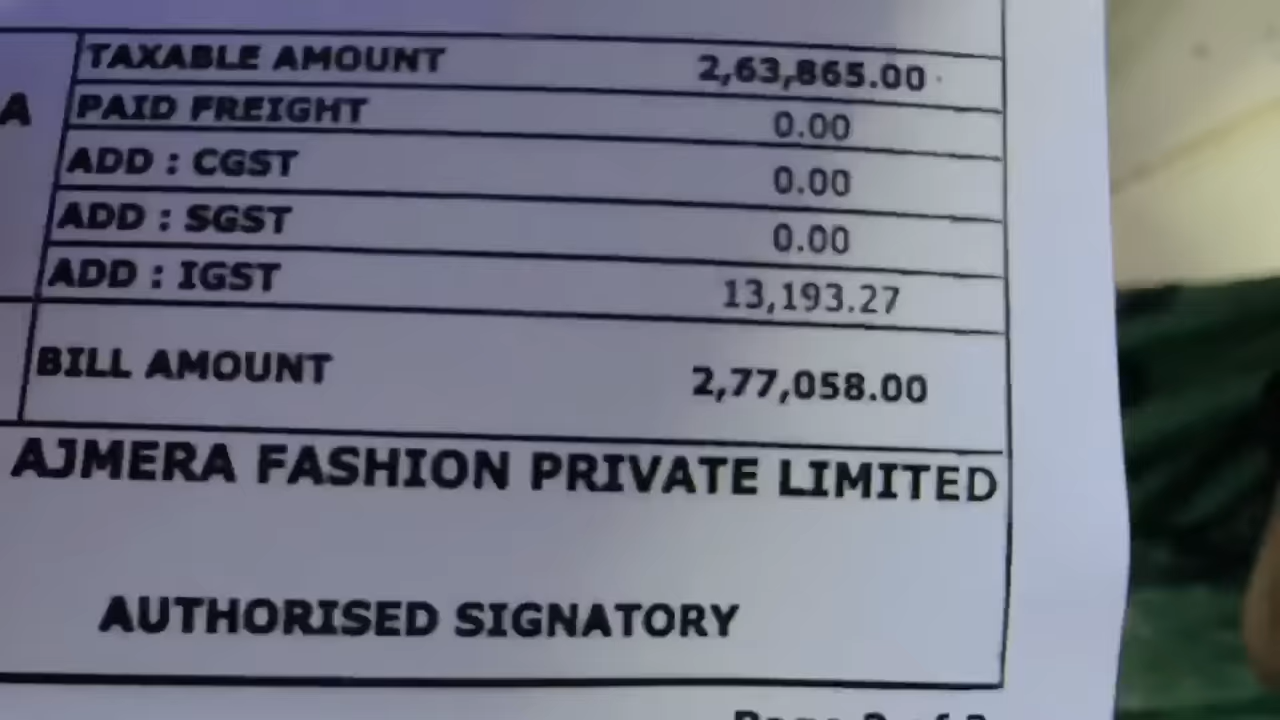 TAXABLE AMOUNT 2,63,865.00
A PAID FREIGHT 0.00
ADD : CGST 0.00
ADD : SGST 0.00
ADD : IGST 13,193.27
BILL AMOUNT 2,77,058.00
AJMERA FASHION PRIVATE LIMITED
AUTHORISED SIGNATORY